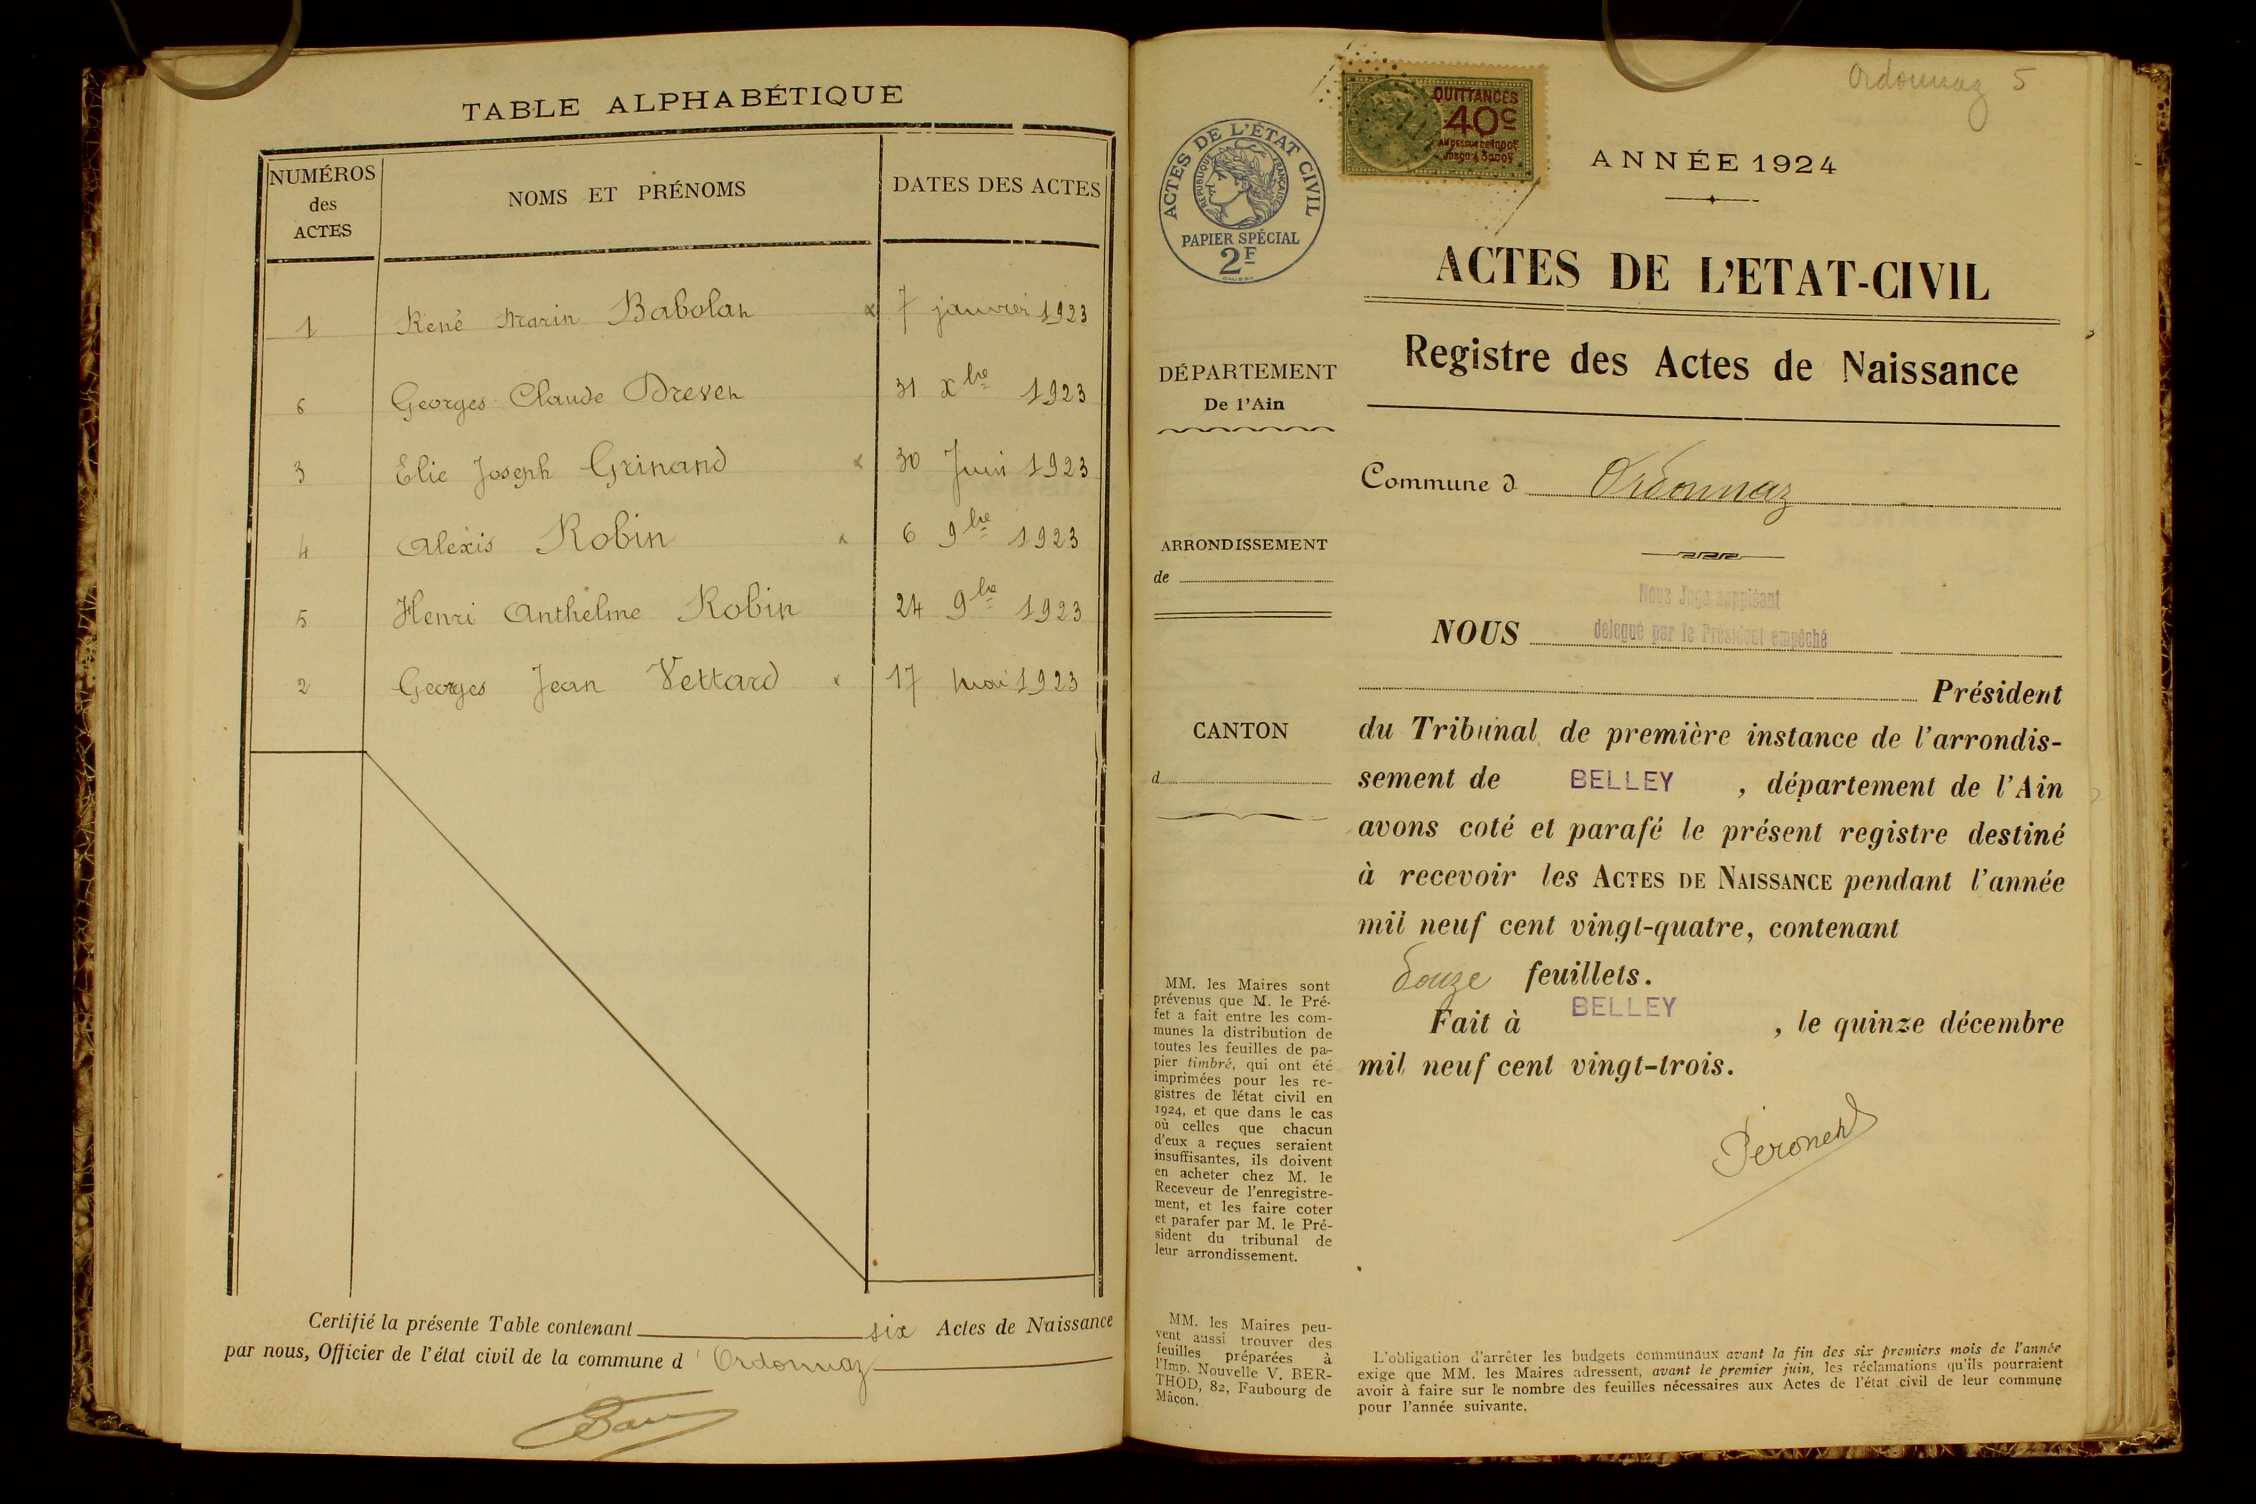 TABLE ALPHABÉTIQUE
NUMÉROS
des
ACTES
NOMS ET PRÉNOMS
DATES DES ACTES
1 René Marin Babolat x 7 janvier 1923
6 Georges Claude Drevet 31 Xbre 1923
3 Elie Joseph Grinand x 30 Juin 1923
4 Alexis Robin x 6 9bre 1923
5 Henri Anthelme Robin 24 9bre 1923
2 Georges Jean Vettard x 17 mai 1923
Certifié la présente Table contenant six Actes de Naissance
par nous, Officier de l'état civil de la commune d'Ordonnaz
Ordonnaz 5
ACTES DE L'ÉTAT CIVIL
RÉPUBLIQUE FRANÇAISE
PAPIER SPÉCIAL
2F
QUITTANCES
40c
ANNÉE 1924
ACTES DE L'ETAT-CIVIL
Registre des Actes de Naissance
DÉPARTEMENT
De l'Ain
Commune d Ordonnaz
ARRONDISSEMENT
de
CANTON
d
Nous Juge suppléant
NOUS délégué par le Président empêché
Président
du Tribunal de première instance de l'arrondis-
sement de BELLEY, département de l'Ain
avons coté et parafé le présent registre destiné
à recevoir les ACTES DE NAISSANCE pendant l'année
mil neuf cent vingt-quatre, contenant
douze feuillets.
Fait à BELLEY, le quinze décembre
mil neuf cent vingt-trois.
Peronet
MM. les Maires sont
prévenus que M. le Pré-
fet a fait entre les com-
munes la distribution de
toutes les feuilles de pa-
pier timbré, qui ont été
imprimées pour les re-
gistres de l'état civil en
1924, et que dans le cas
où celles que chacun
d'eux a reçues seraient
insuffisantes, ils doivent
en acheter chez M. le
Receveur de l'enregistre-
ment, et les faire coter
et parafer par M. le Pré-
sident du tribunal de
leur arrondissement.
MM. les Maires peu-
vent aussi trouver des
feuilles préparées à
l'Imp. Nouvelle V. BER-
THOD, 82, Faubourg de
Mâcon.
L'obligation d'arrêter les budgets communaux avant la fin des six premiers mois de l'année
exige que MM. les Maires adressent, avant le premier juin, les réclamations qu'ils pourraient
avoir à faire sur le nombre des feuilles nécessaires aux Actes de l'état civil de leur commune
pour l'année suivante.